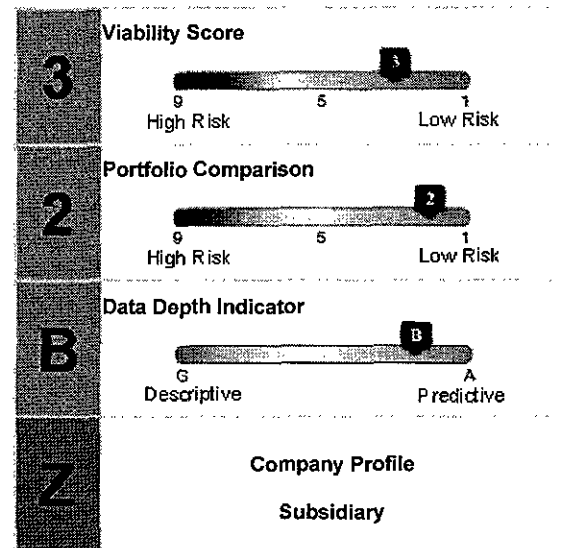 3
Viability Score
3
9 5 1
High Risk Low Risk
2
Portfolio Comparison
2
9 5 1
High Risk Low Risk
B
Data Depth Indicator
B
G A
Descriptive Predictive
Z
Company Profile
Subsidiary